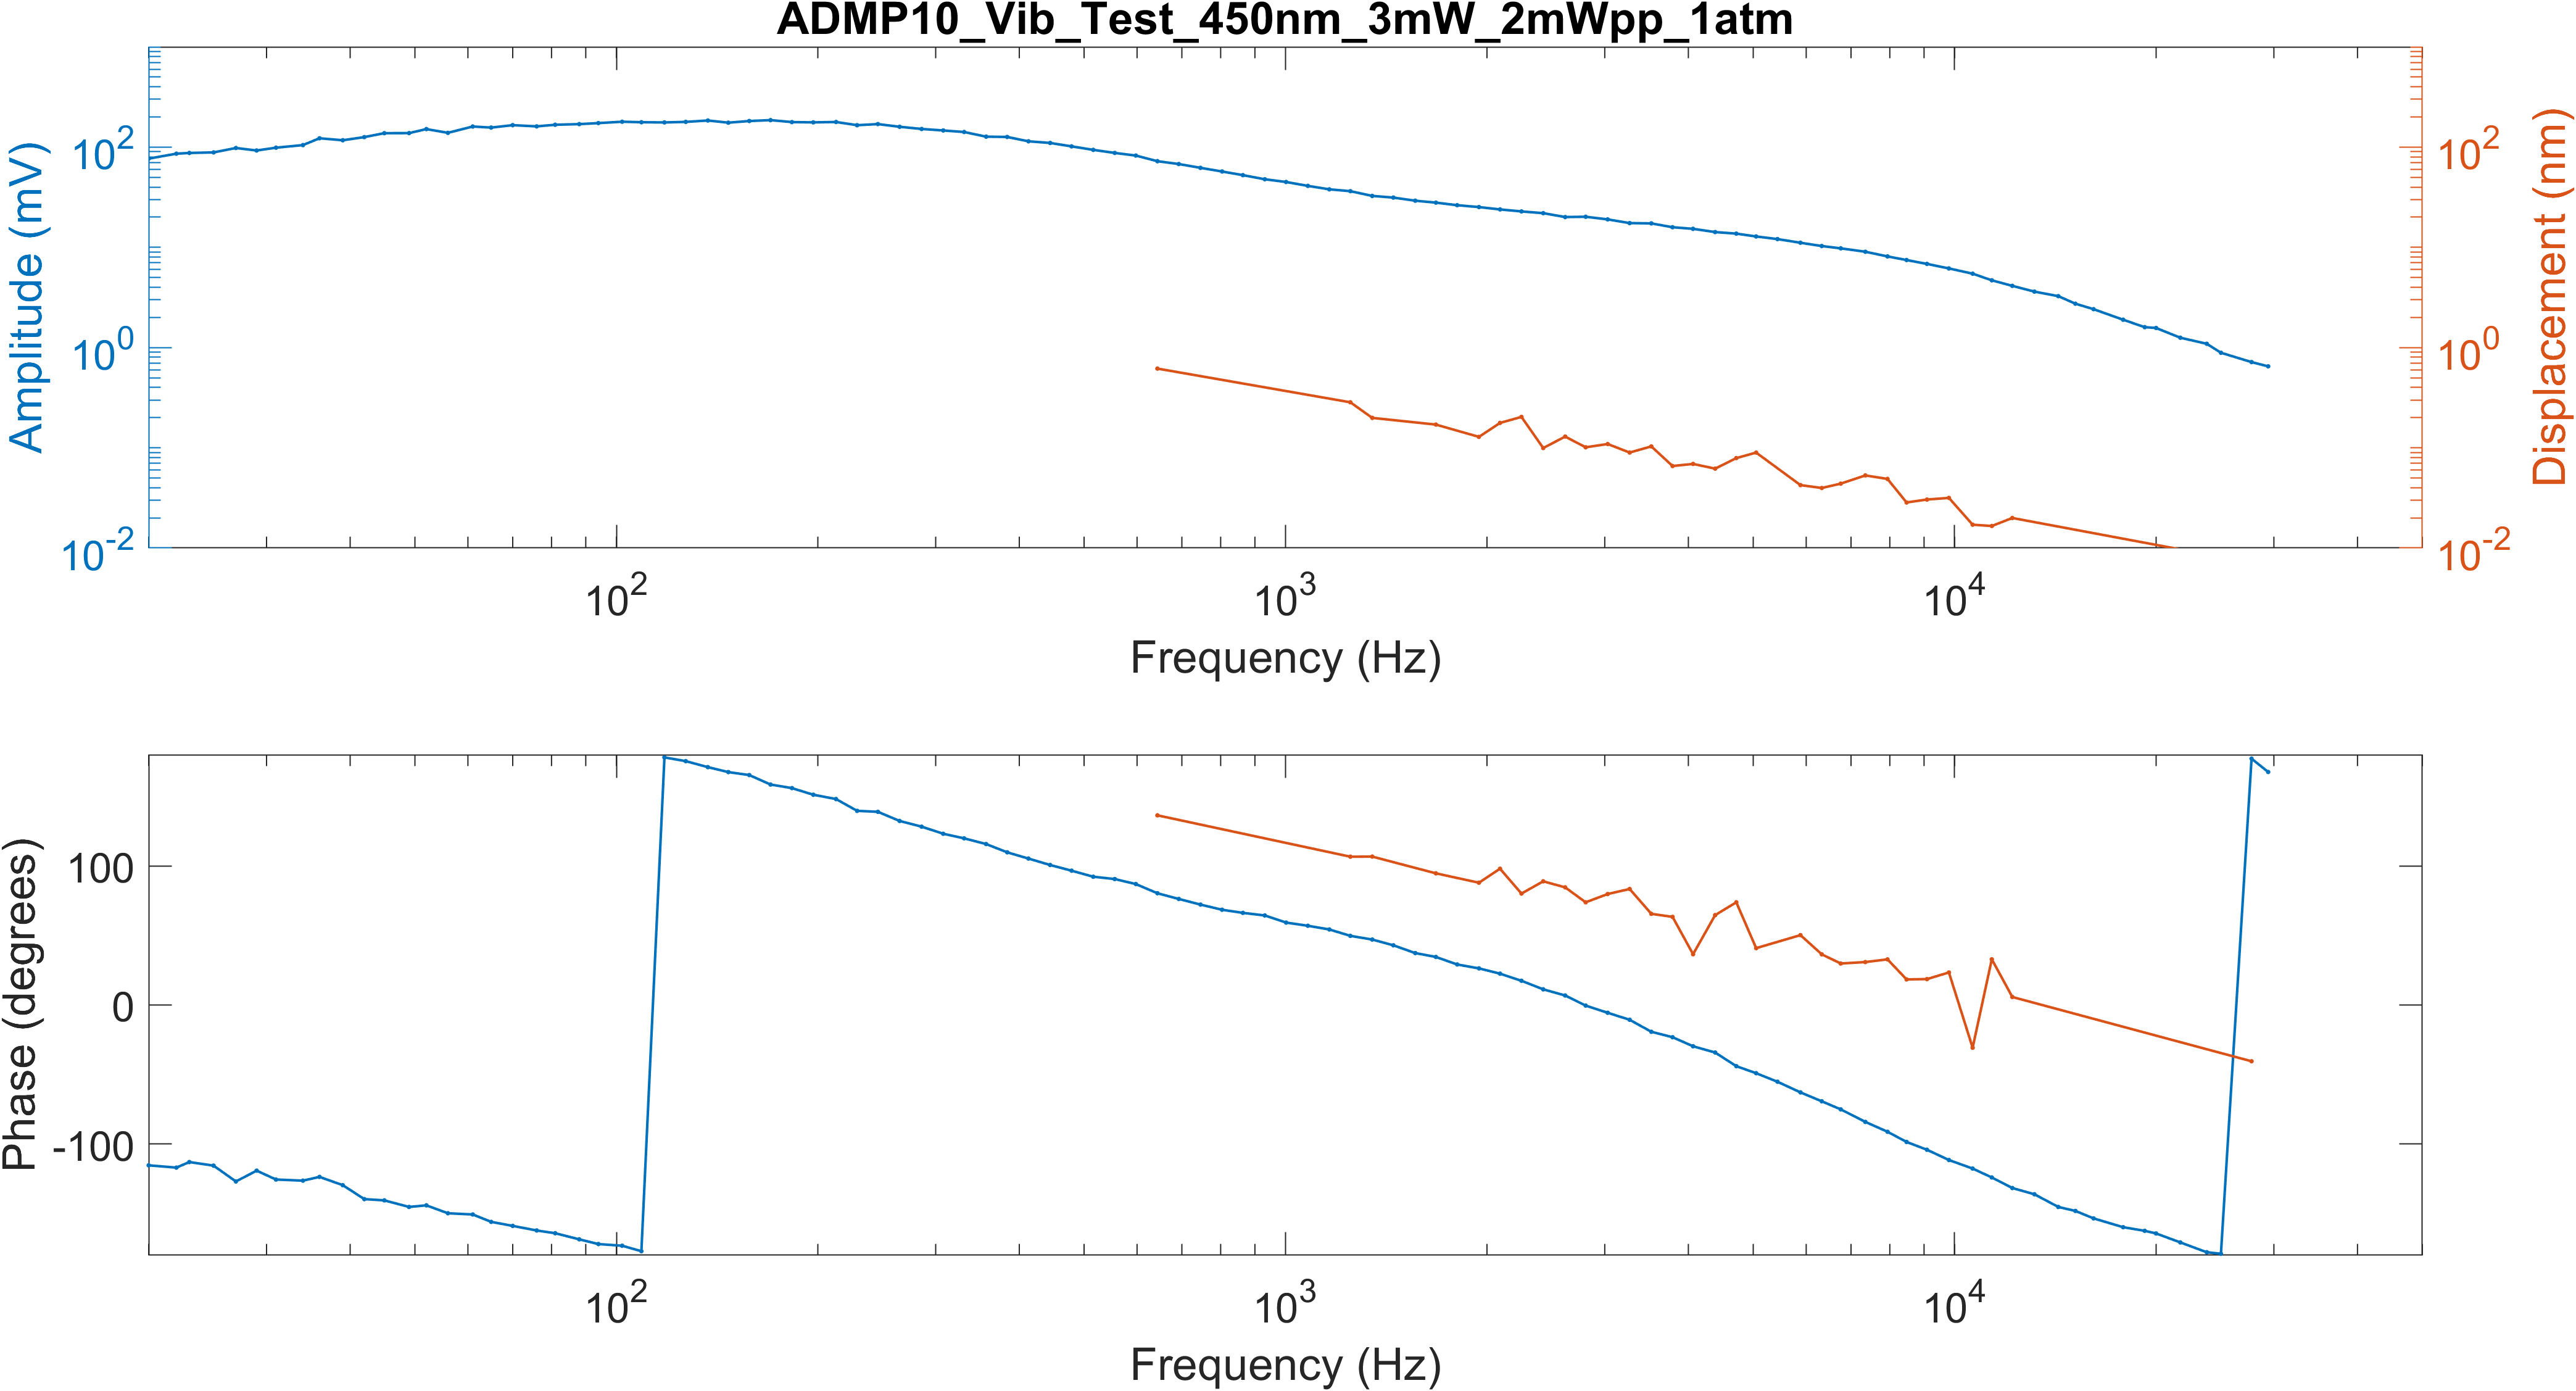 ADMP10_Vib_Test_450nm_3mW_2mWpp_1atm
Amplitude (mV)
10^2
10^0
10^-2
Displacement (nm)
10^2
10^0
10^-2
10^2 10^3 10^4
Frequency (Hz)
Phase (degrees)
100
0
-100
10^2 10^3 10^4
Frequency (Hz)